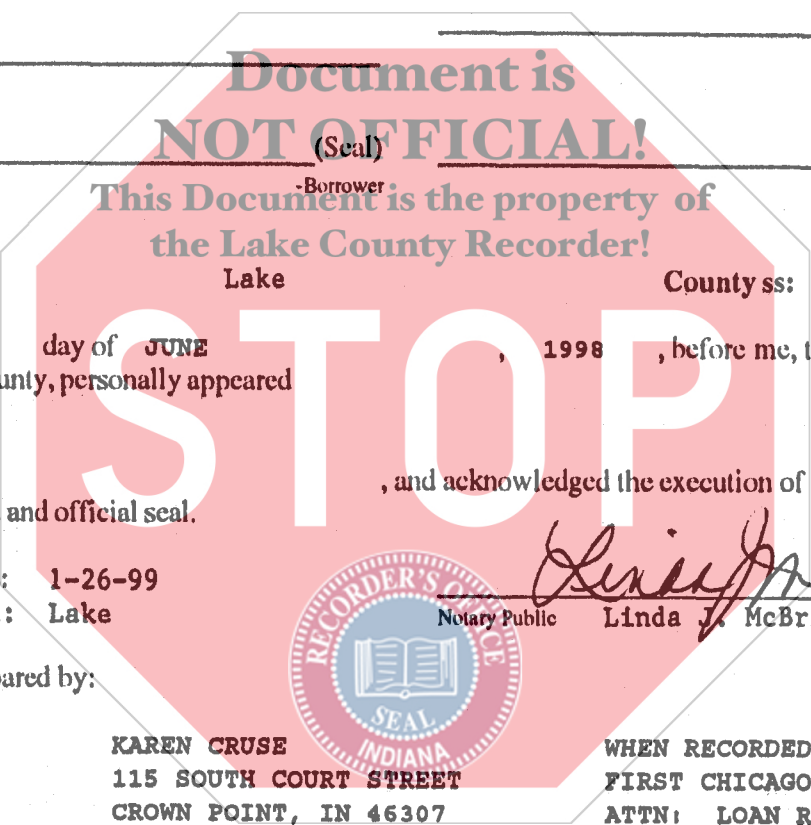 Document is
NOT OFFICIAL!
(Seal)
-Borrower
This Document is the property of
the Lake County Recorder!
Lake County ss:
day of JUNE , 1998 , before me, t
unty, personally appeared
STOP
, and acknowledged the execution of
and official seal.
: 1-26-99
: Lake
Notary Public Linda J. McBr
RECORDER'S OFFICE
SEAL
INDIANA
ared by:
KAREN CRUSE
115 SOUTH COURT STREET
CROWN POINT, IN 46307
WHEN RECORDED
FIRST CHICAGO
ATTN: LOAN R